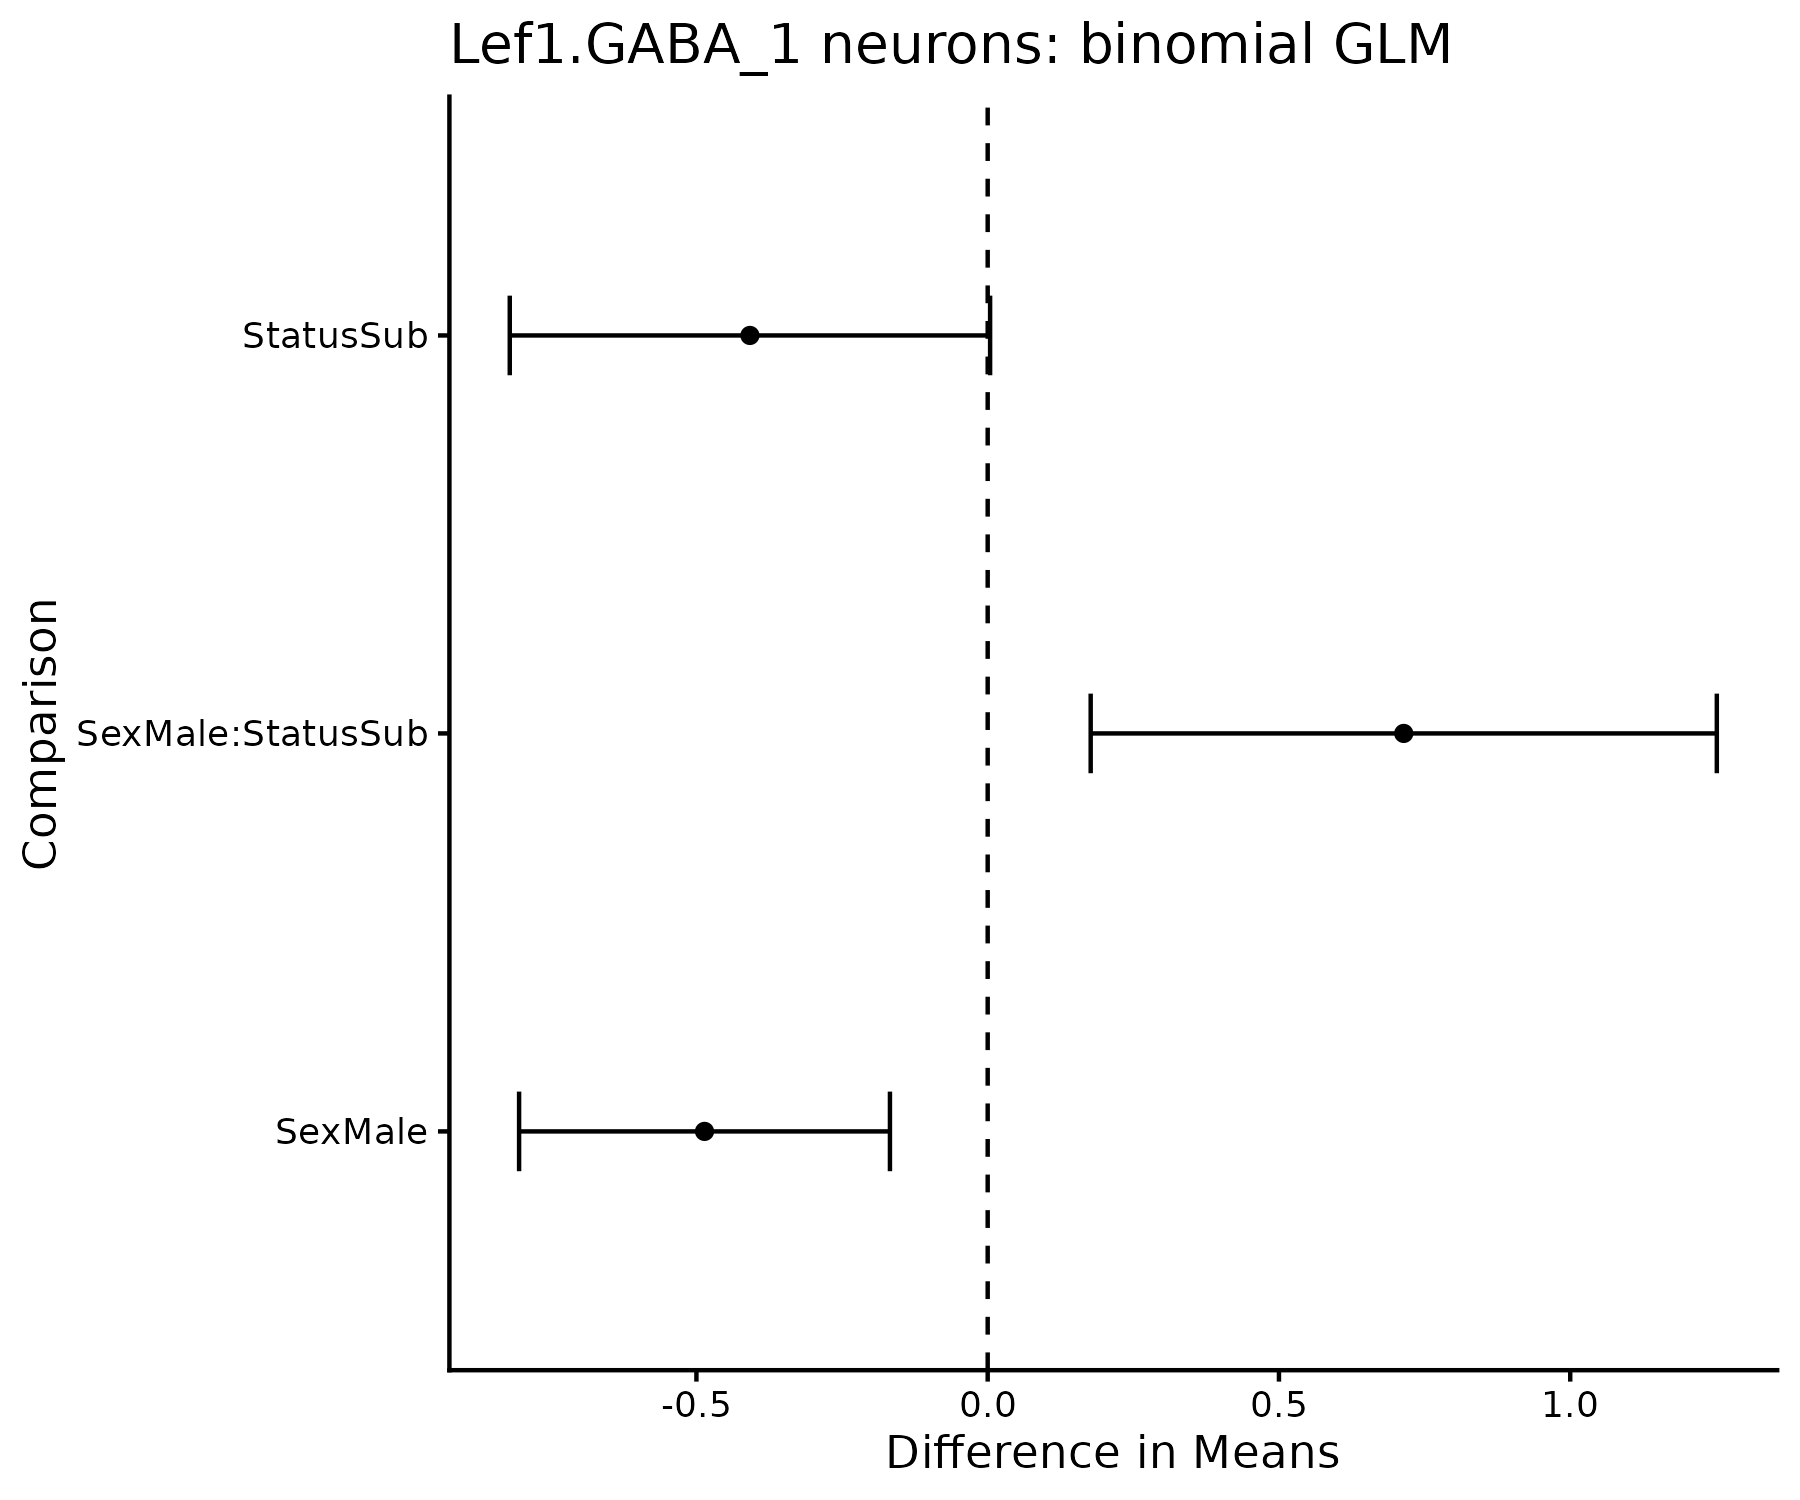 Lef1.GABA_1 neurons: binomial GLM
Comparison
StatusSub
SexMale:StatusSub
SexMale
-0.5 0.0 0.5 1.0
Difference in Means